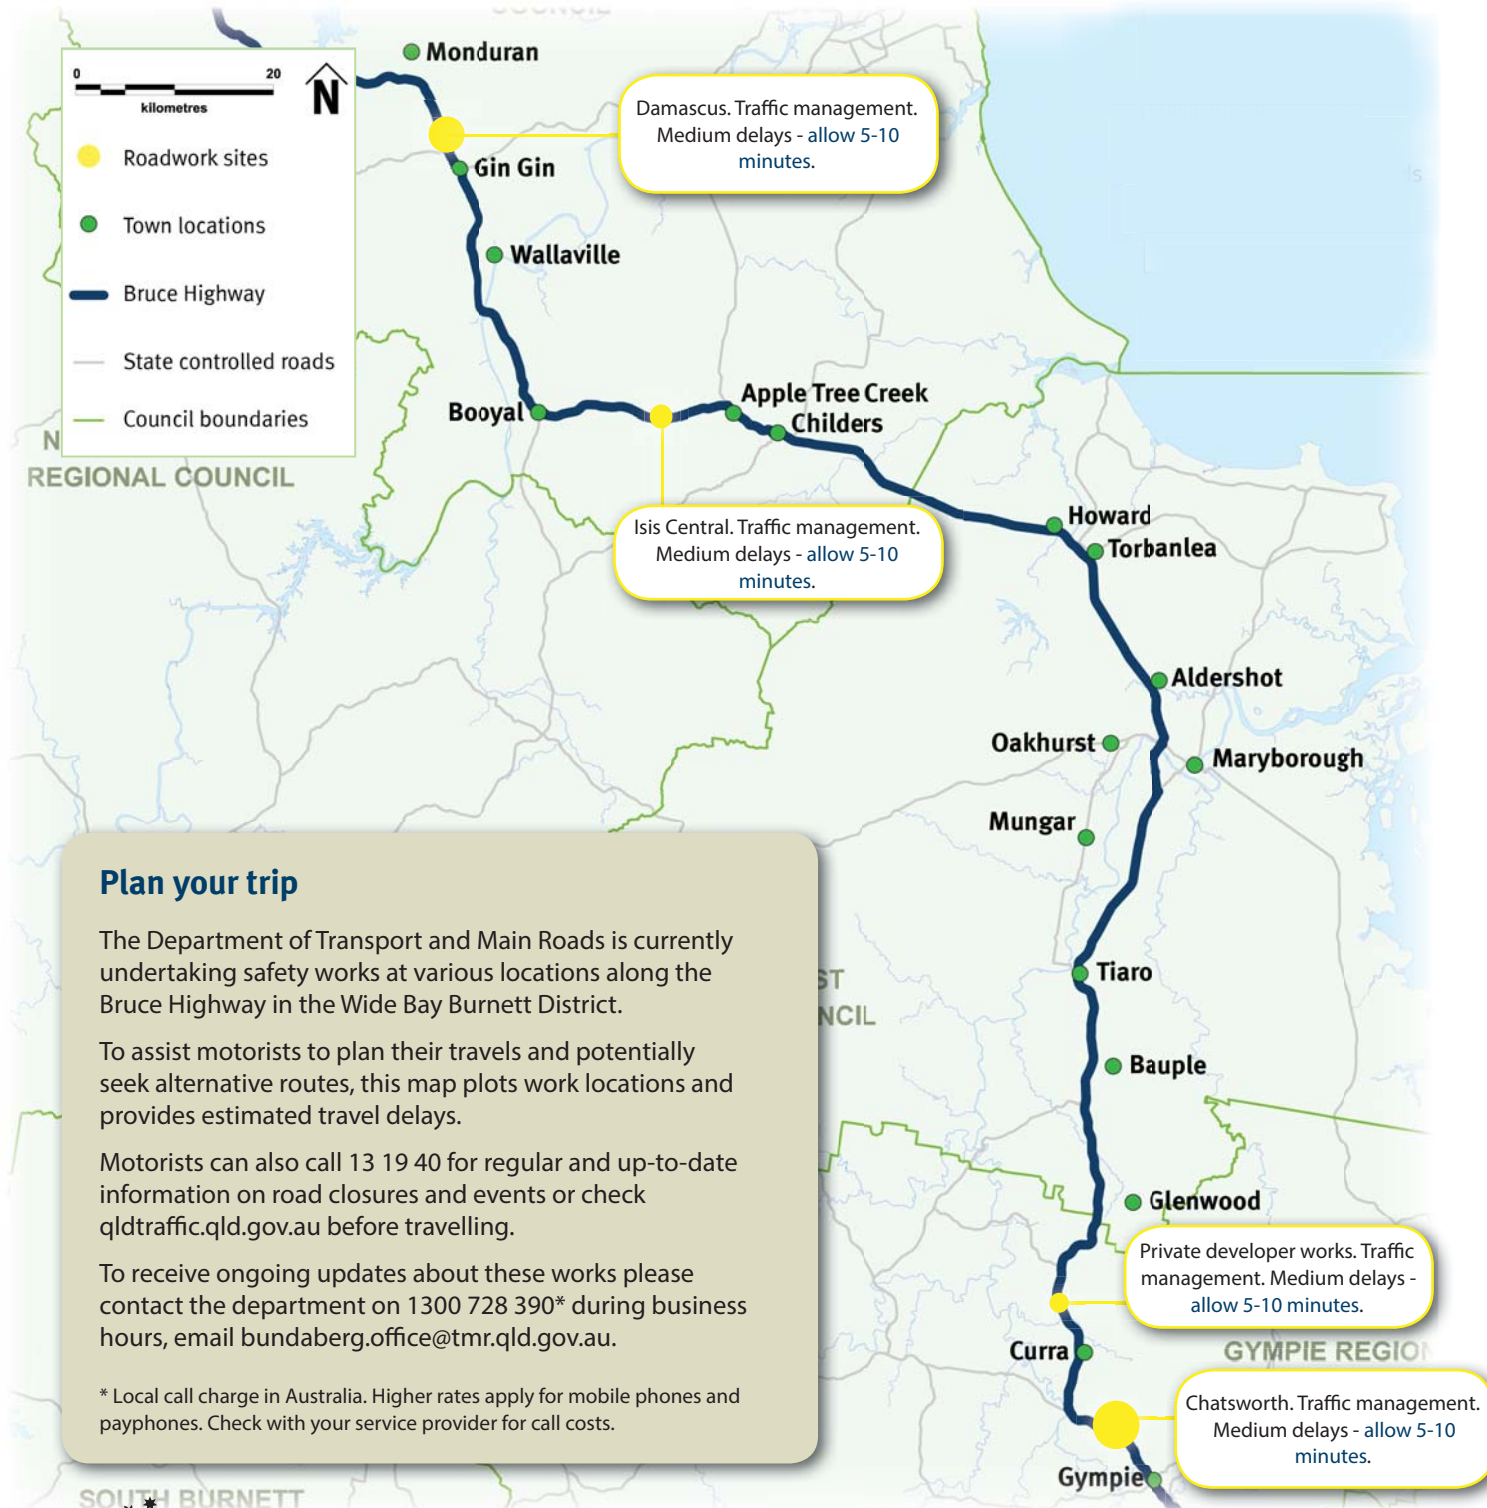 COUNCIL
Monduran
0 20
kilometres
N
Roadwork sites
Town locations
Bruce Highway
State controlled roads
Council boundaries
Damascus. Traffic management.
Medium delays - allow 5-10
minutes.
Gin Gin
Wallaville
Booyal
Apple Tree Creek
Childers
N
REGIONAL COUNCIL
Isis Central. Traffic management.
Medium delays - allow 5-10
minutes.
Howard
Torbanlea
Aldershot
Oakhurst
Maryborough
Mungar
Tiaro
Bauple
Glenwood
Private developer works. Traffic
management. Medium delays -
allow 5-10 minutes.
Curra
GYMPIE REGION
Chatsworth. Traffic management.
Medium delays - allow 5-10
minutes.
Gympie
ST
NCIL
Plan your trip
The Department of Transport and Main Roads is currently
undertaking safety works at various locations along the
Bruce Highway in the Wide Bay Burnett District.
To assist motorists to plan their travels and potentially
seek alternative routes, this map plots work locations and
provides estimated travel delays.
Motorists can also call 13 19 40 for regular and up-to-date
information on road closures and events or check
qldtraffic.qld.gov.au before travelling.
To receive ongoing updates about these works please
contact the department on 1300 728 390* during business
hours, email bundaberg.office@tmr.qld.gov.au.
* Local call charge in Australia. Higher rates apply for mobile phones and
payphones. Check with your service provider for call costs.
SOUTH BURNETT